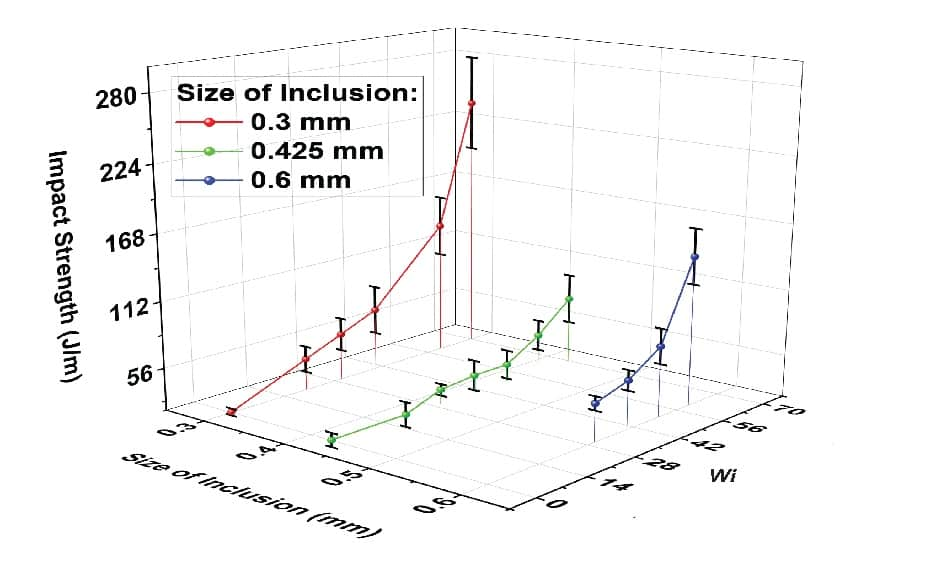 Size of Inclusion:
0.3 mm
0.425 mm
0.6 mm
Impact Strength (J/m)
280
224
168
112
56
0.3
0.4
0.5
0.6
Size of Inclusion (mm)
0
14
28
42
56
70
Wi